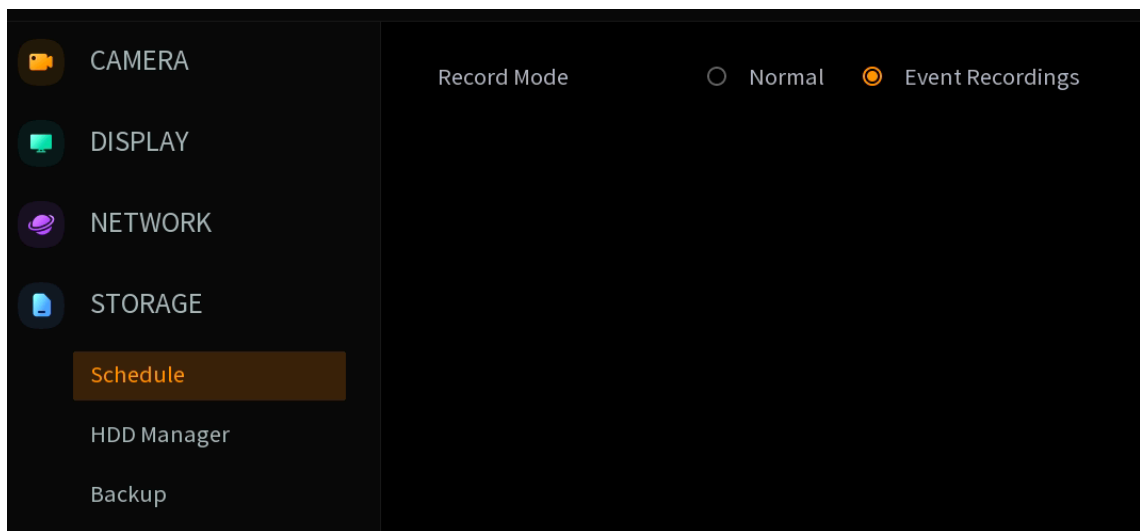 CAMERA
DISPLAY
NETWORK
STORAGE
Schedule
HDD Manager
Backup
Record Mode Normal Event Recordings